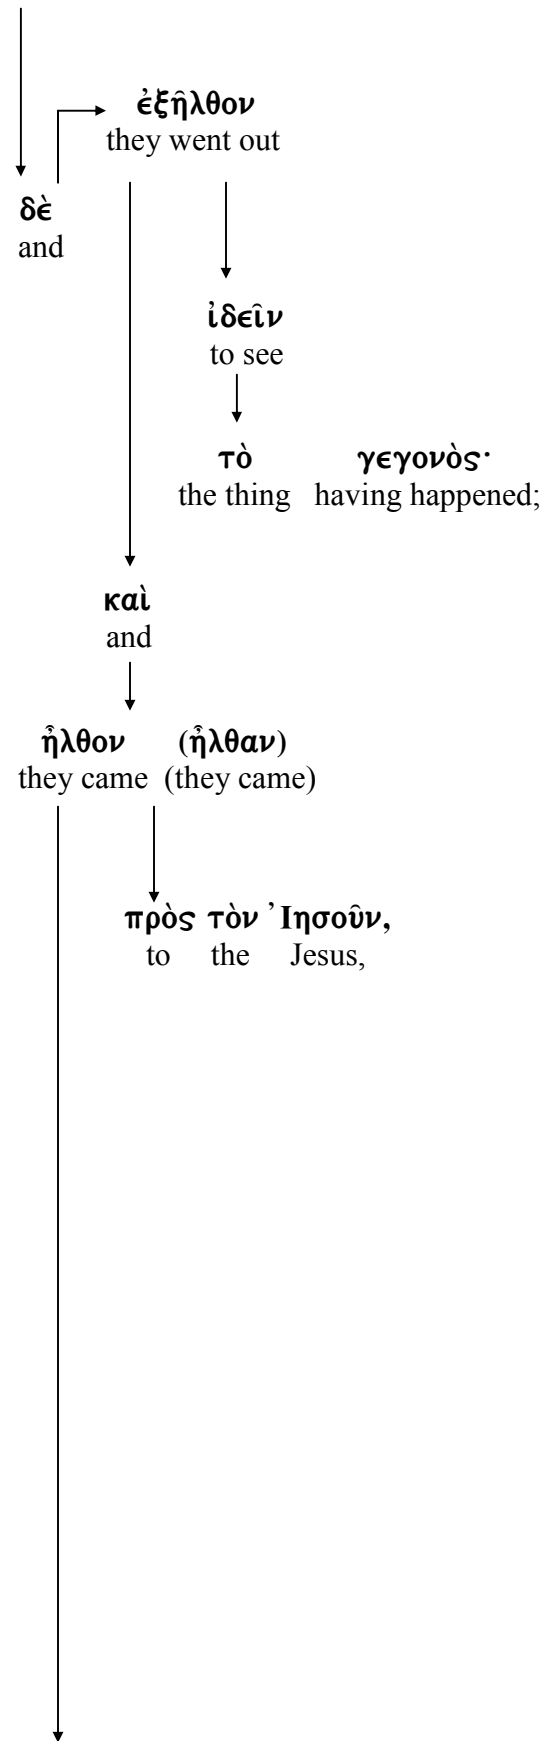 ἐξῆλθον
they went out
δὲ
and
ἰδεῖν
to see
τὸ γεγονὸς·
the thing having happened;
καὶ
and
ἦλθον (ἦλθαν)
they came (they came)
πρὸς τὸν Ἰησοῦν,
to the Jesus,